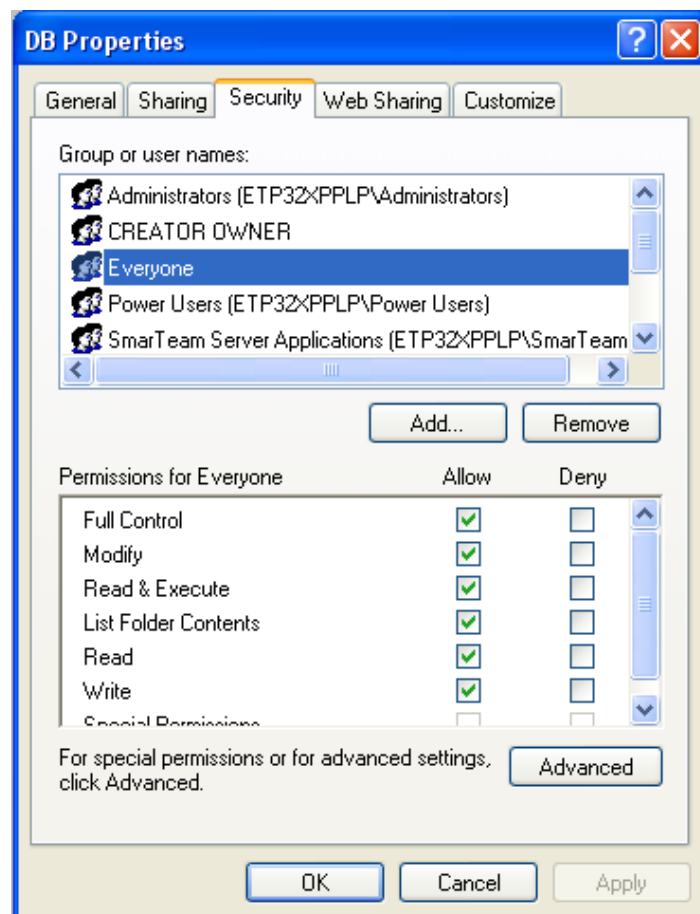 DB Properties
General Sharing Security Web Sharing Customize
Group or user names:
Administrators (ETP32XPPLP\Administrators)
CREATOR OWNER
Everyone
Power Users (ETP32XPPLP\Power Users)
SmarTeam Server Applications (ETP32XPPLP\SmarTeam
Add... Remove
Permissions for Everyone Allow Deny
Full Control
Modify
Read & Execute
List Folder Contents
Read
Write
Special Permissions
For special permissions or for advanced settings,
click Advanced.
Advanced
OK Cancel Apply